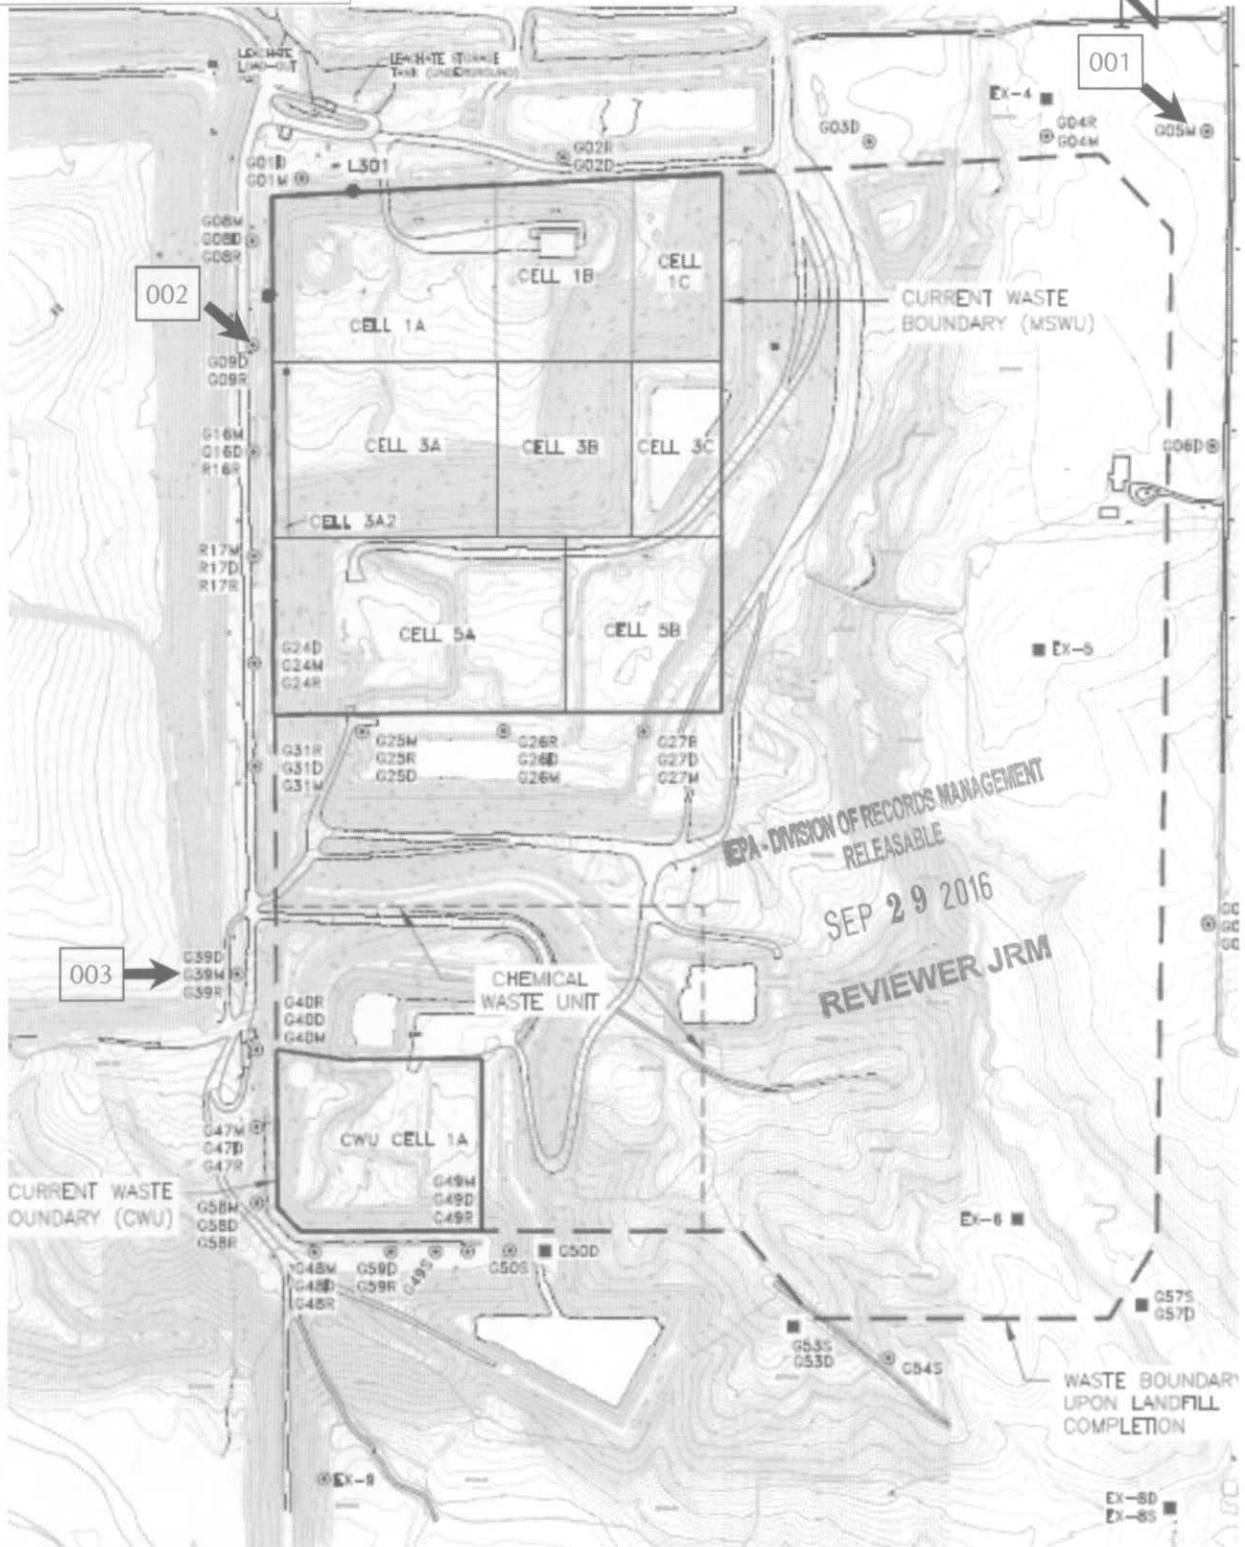 LEACHATE
LOAD-OUT
LEACHATE STORAGE
TANK (UNDERGROUND)
001
EX-4
G04R
G04M
G05M
G03D
G02R
G02D
G01D
G01M
L301
G08M
G08D
G08R
002
CELL 1A
CELL 1B
CELL
1C
CURRENT WASTE
BOUNDARY (MSWU)
G09D
G09R
G16M
G16D
R16R
CELL 3A
CELL 3B
CELL 3C
G06D
CELL 3A2
R17M
R17D
R17R
CELL 5A
CELL 5B
EX-5
G24D
G24M
G24R
G31R
G31D
G31M
G25M
G25R
G25D
G26R
G26D
G26M
G27R
G27D
G27M
IEPA-DIVISION OF RECORDS MANAGEMENT
RELEASABLE
SEP 29 2016
REVIEWER JRM
003
G39D
G39M
G39R
CHEMICAL
WASTE UNIT
G40R
G40D
G40M
G47M
G47D
G47R
CWU CELL 1A
G49M
G49D
G49R
CURRENT WASTE
OUNDARY (CWU)
G58M
G58D
G58R
G48M
G48D
G48R
G59D
G59R
G49S
G50S
G50D
EX-6
G57S
G57D
G53S
G53D
G54S
WASTE BOUNDARY
UPON LANDFILL
COMPLETION
EX-9
EX-8D
EX-8S